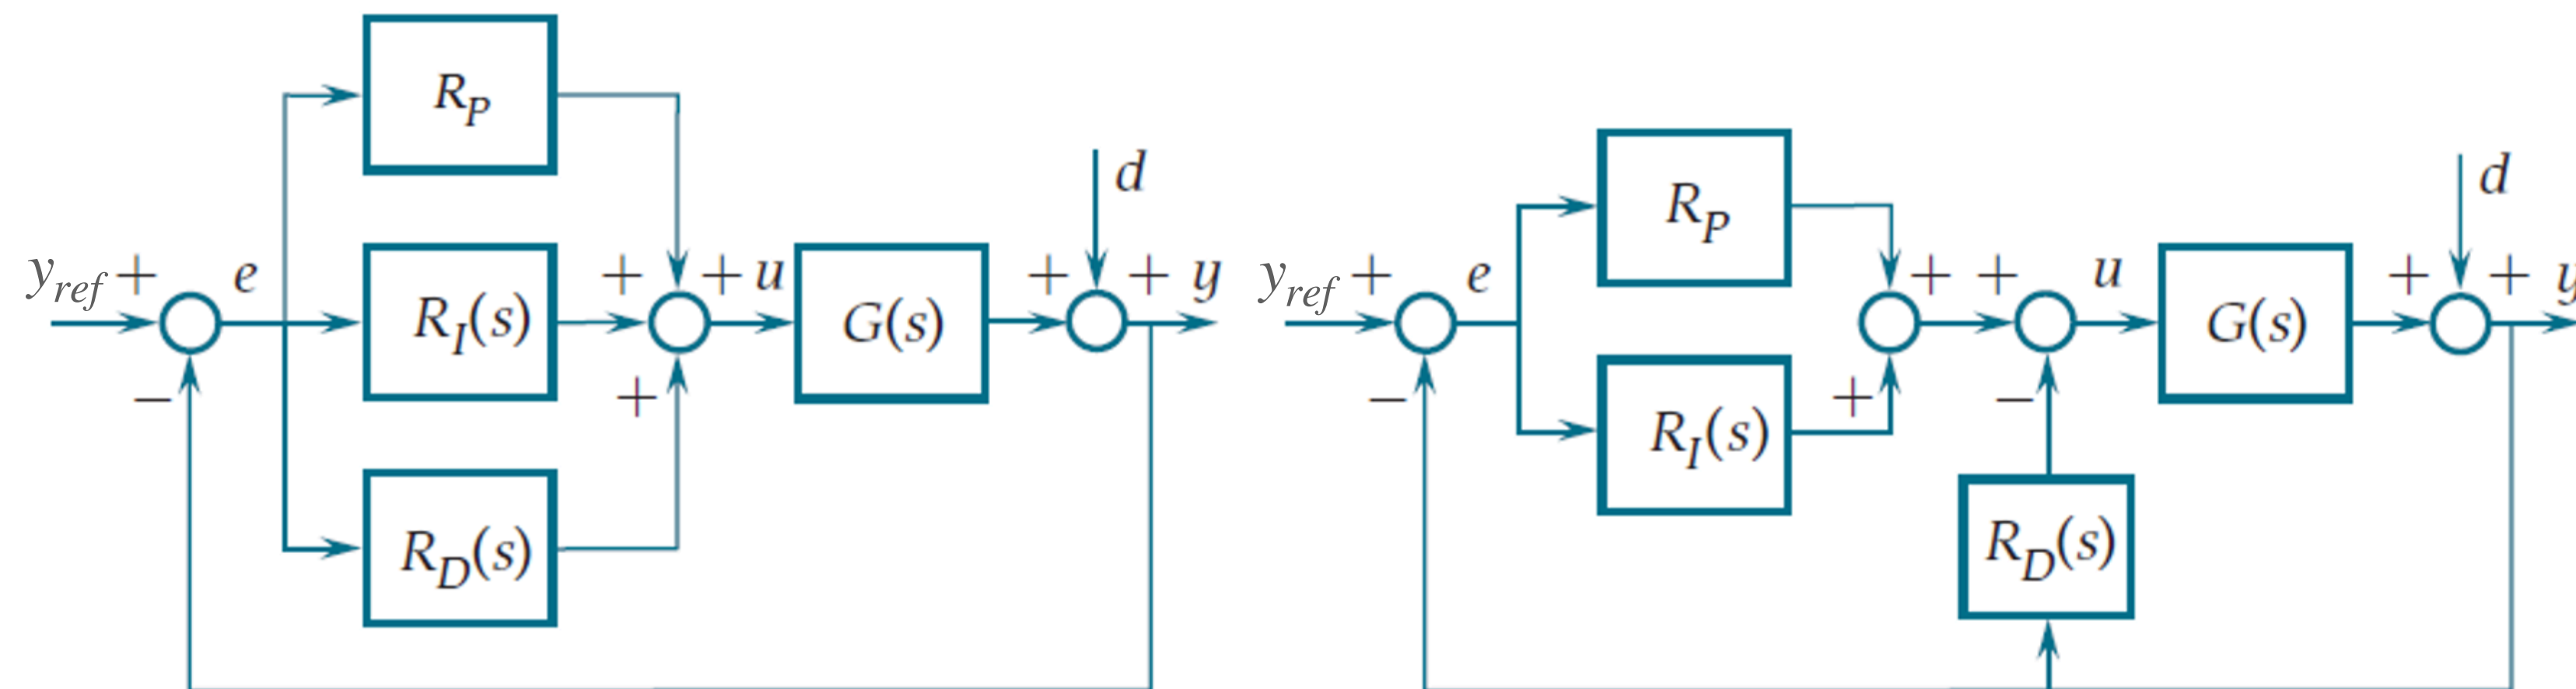 R_P
d
y_ref + e R_I(s) + + u G(s) + + y
− +
R_D(s)
R_P
d
y_ref + e + + u G(s) + + y
− R_I(s) + −
R_D(s)